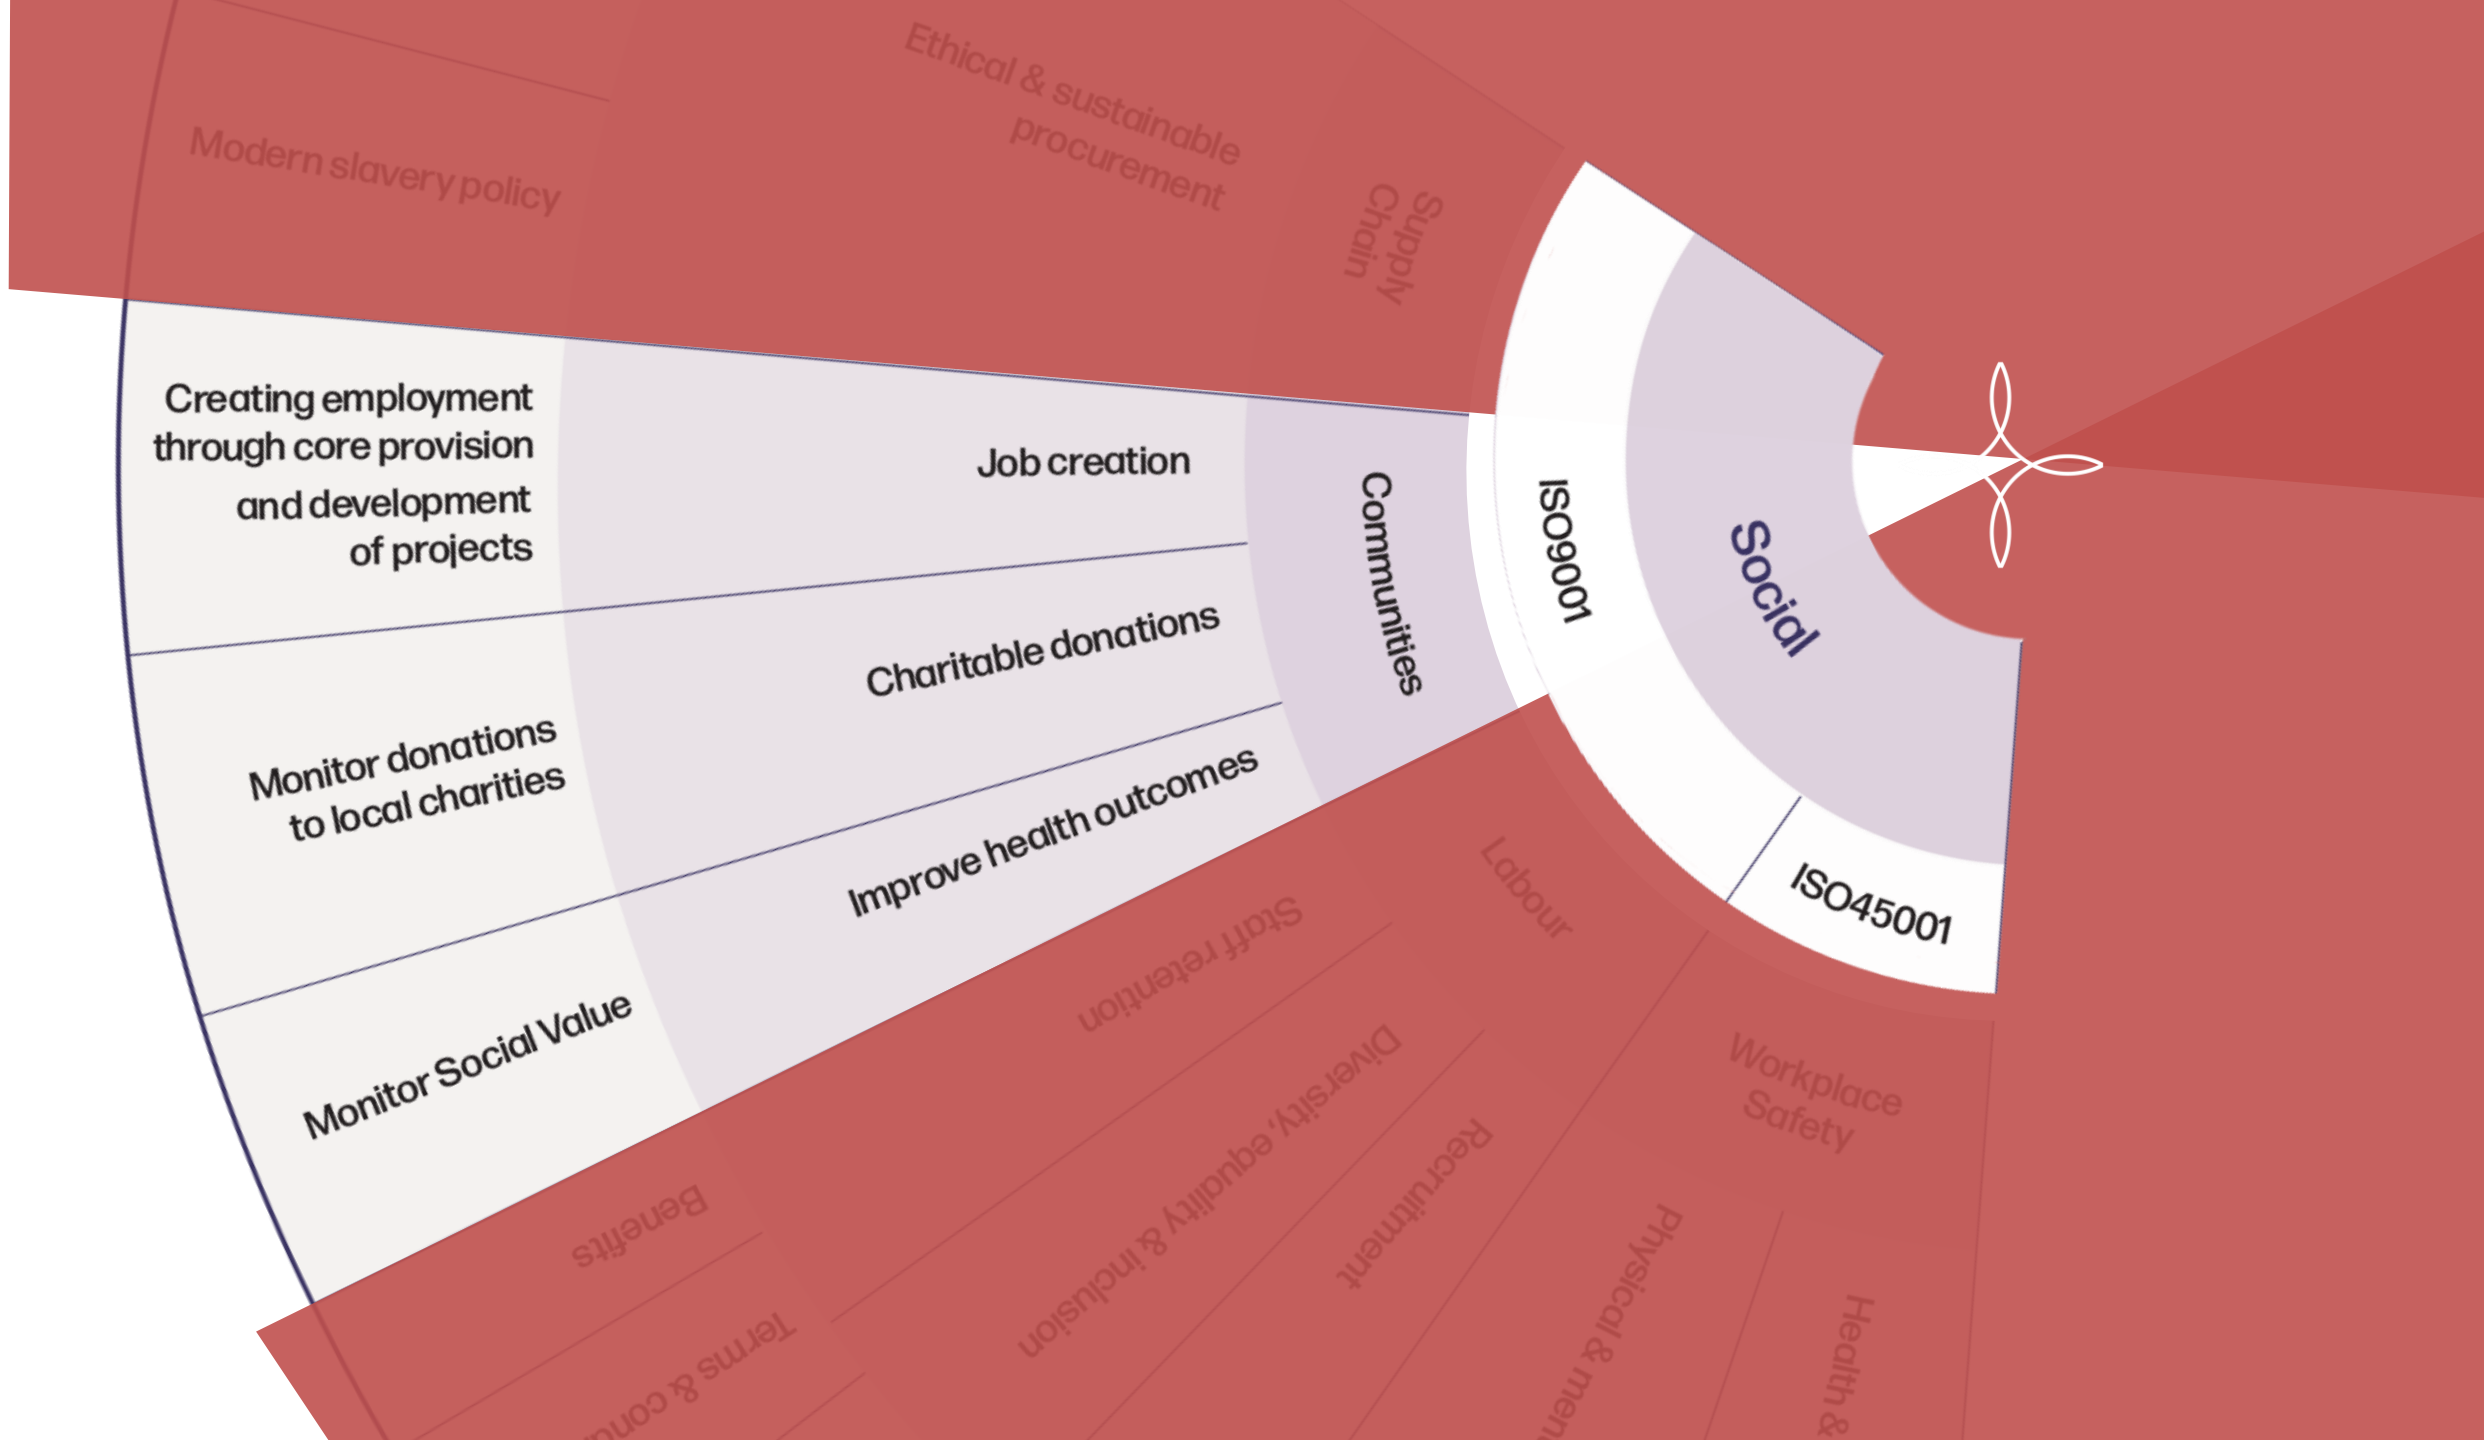 Ethical & sustainable
procurement
Modern slavery policy
Supply
Chain
Creating employment
through core provision
and development
of projects
Job creation
Communities
ISO9001
Social
Charitable donations
Monitor donations
to local charities
Improve health outcomes
Monitor Social Value
ISO45001
Labour
Staff retention
Workplace
Safety
Diversity, equality & inclusion
Recruitment
Benefits
Physical &
Health &
Terms &